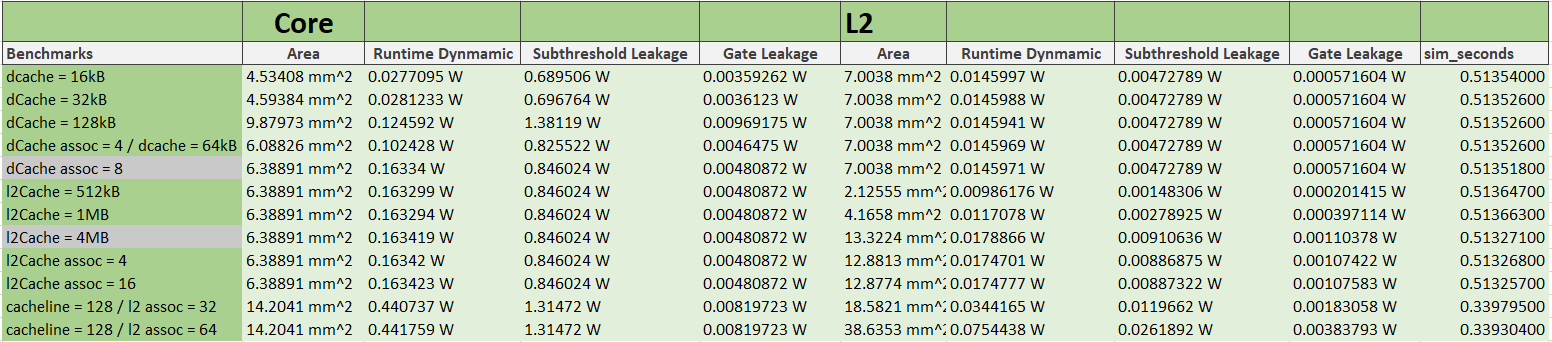 Core L2
Benchmarks Area Runtime Dynmamic Subthreshold Leakage Gate Leakage Area Runtime Dynmamic Subthreshold Leakage Gate Leakage sim_seconds
dcache = 16kB 4.53408 mm^2 0.0277095 W 0.689506 W 0.00359262 W 7.0038 mm^2 0.0145997 W 0.00472789 W 0.000571604 W 0.51354000
dCache = 32kB 4.59384 mm^2 0.0281233 W 0.696764 W 0.0036123 W 7.0038 mm^2 0.0145988 W 0.00472789 W 0.000571604 W 0.51352600
dCache = 128kB 9.87973 mm^2 0.124592 W 1.38119 W 0.00969175 W 7.0038 mm^2 0.0145941 W 0.00472789 W 0.000571604 W 0.51352600
dCache assoc = 4 / dcache = 64kB 6.08826 mm^2 0.102428 W 0.825522 W 0.0046475 W 7.0038 mm^2 0.0145969 W 0.00472789 W 0.000571604 W 0.51352600
dCache assoc = 8 6.38891 mm^2 0.16334 W 0.846024 W 0.00480872 W 7.0038 mm^2 0.0145971 W 0.00472789 W 0.000571604 W 0.51351800
l2Cache = 512kB 6.38891 mm^2 0.163299 W 0.846024 W 0.00480872 W 2.12555 mm^2 0.00986176 W 0.00148306 W 0.000201415 W 0.51364700
l2Cache = 1MB 6.38891 mm^2 0.163294 W 0.846024 W 0.00480872 W 4.1658 mm^2 0.0117078 W 0.00278925 W 0.000397114 W 0.51366300
l2Cache = 4MB 6.38891 mm^2 0.163419 W 0.846024 W 0.00480872 W 13.3224 mm^2 0.0178866 W 0.00910636 W 0.00110378 W 0.51327100
l2Cache assoc = 4 6.38891 mm^2 0.16342 W 0.846024 W 0.00480872 W 12.8813 mm^2 0.0174701 W 0.00886875 W 0.00107422 W 0.51326800
l2Cache assoc = 16 6.38891 mm^2 0.163423 W 0.846024 W 0.00480872 W 12.8774 mm^2 0.0174777 W 0.00887322 W 0.00107583 W 0.51325700
cacheline = 128 / l2 assoc = 32 14.2041 mm^2 0.440737 W 1.31472 W 0.00819723 W 18.5821 mm^2 0.0344165 W 0.0119662 W 0.00183058 W 0.33979500
cacheline = 128 / l2 assoc = 64 14.2041 mm^2 0.441759 W 1.31472 W 0.00819723 W 38.6353 mm^2 0.0754438 W 0.0261892 W 0.00383793 W 0.33930400